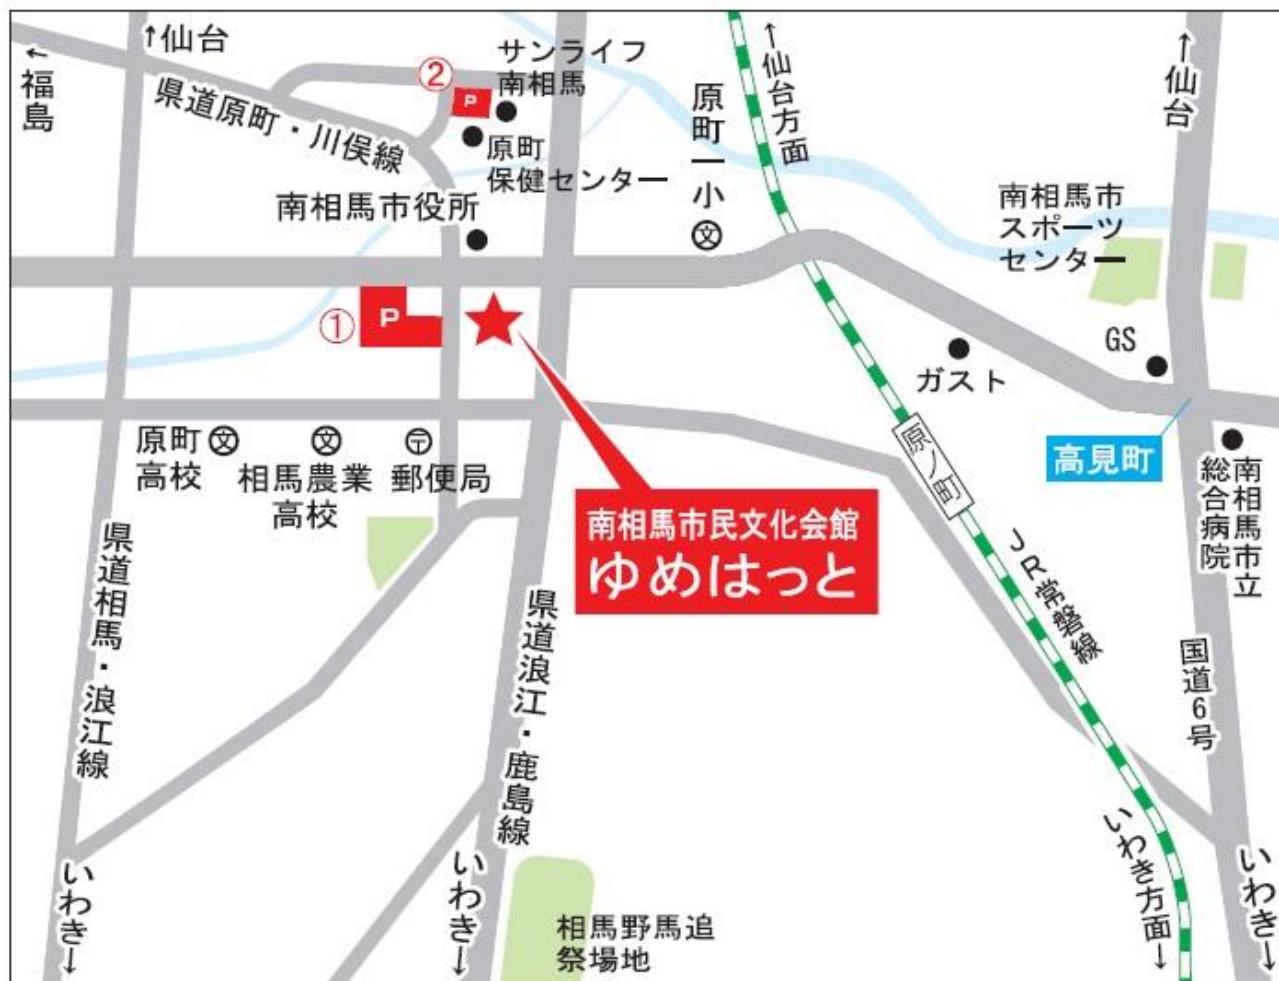 ↑仙台
←福島
県道原町・川俣線
②
P
サンライフ
南相馬
原町
保健センター
南相馬市役所
原町一小
文
←仙台方面
←仙台
南相馬市
スポーツ
センター
①
P
GS
ガスト
原ノ町
高見町
原町
高校
文
相馬農業
高校
文
〒
郵便局
南相馬市民文化会館
ゆめはっと
南相馬市立
総合病院
JR常磐線
県道相馬・浪江線
県道浪江・鹿島線
国道6号
いわき→
いわき→
いわき方面→
いわき→
相馬野馬追
祭場地